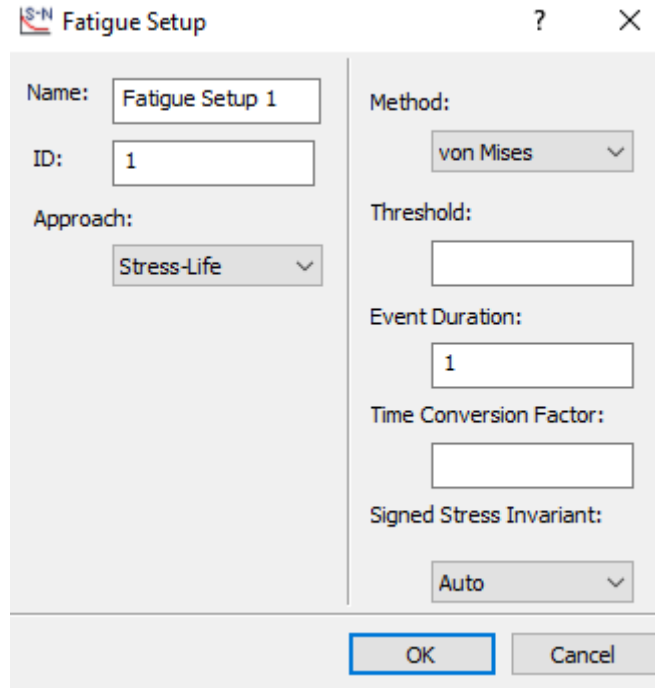 S-N Fatigue Setup ? ×
Name: Fatigue Setup 1
ID: 1
Approach:
Stress-Life
Method:
von Mises
Threshold:
Event Duration:
1
Time Conversion Factor:
Signed Stress Invariant:
Auto
OK Cancel